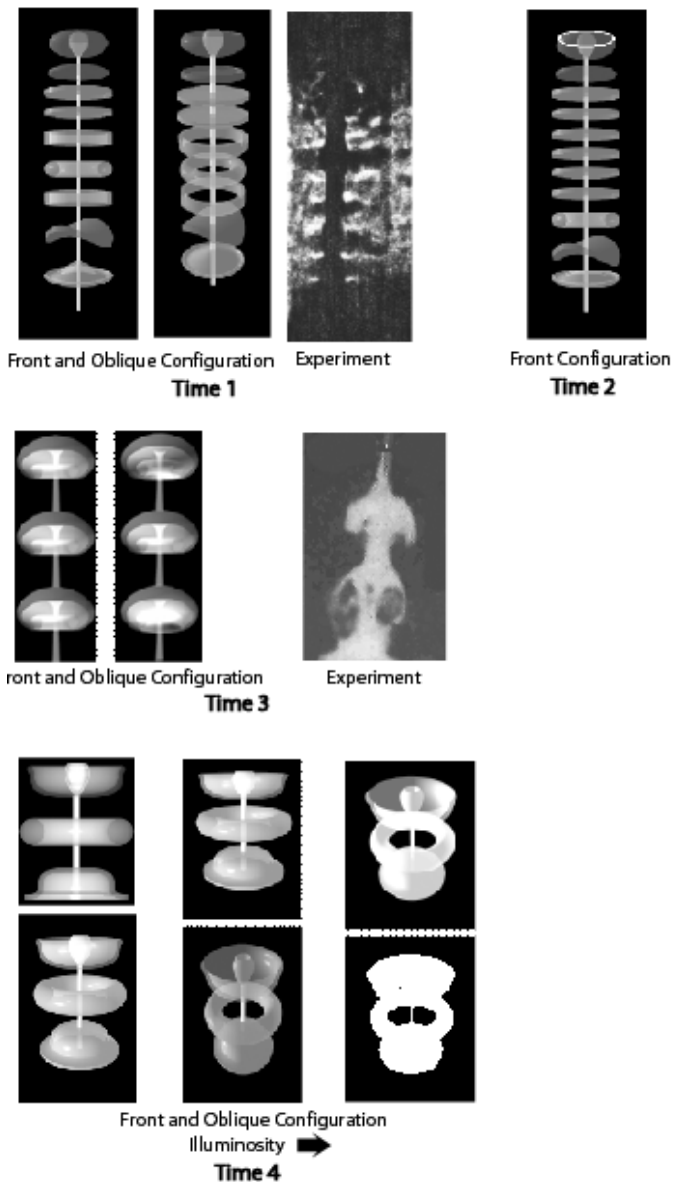 Front and Oblique Configuration
Experiment
Front Configuration
Time 1
Time 2
ront and Oblique Configuration
Experiment
Time 3
Front and Oblique Configuration
Illuminosity
Time 4